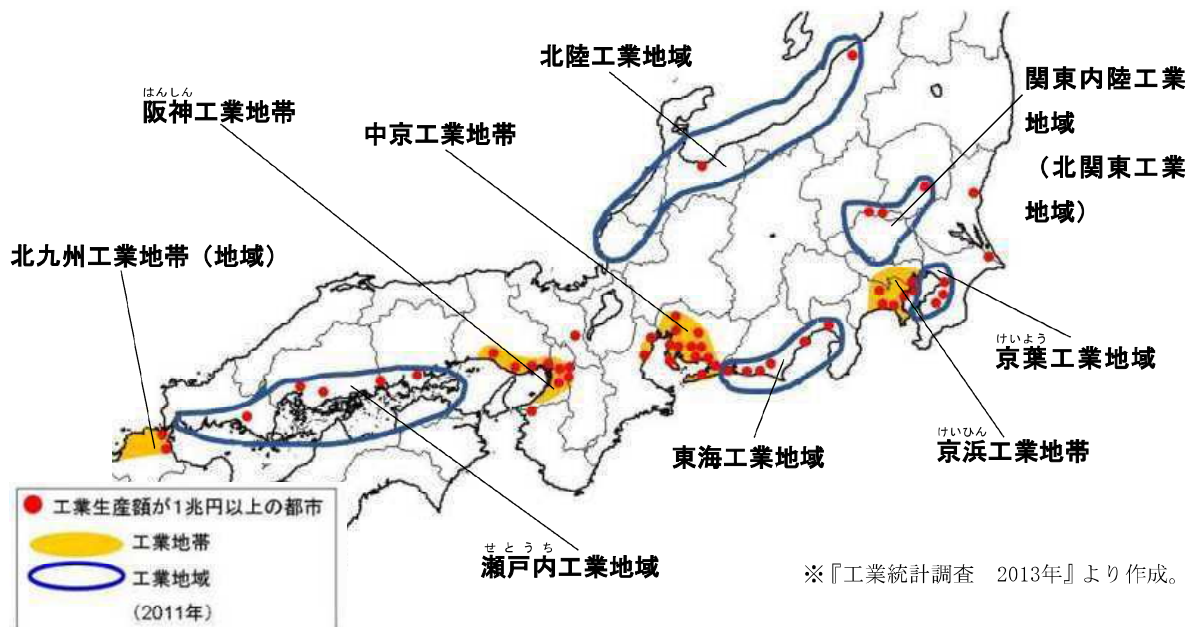 北陸工業地域
関東内陸工業
地域
（北関東工業
地域）
はんしん
阪神工業地帯
中京工業地帯
北九州工業地帯（地域）
けいよう
京葉工業地域
けいひん
京浜工業地帯
東海工業地域
せとうち
瀬戸内工業地域
工業生産額が1兆円以上の都市
工業地帯
工業地域
（2011年）
※『工業統計調査　2013年』より作成。